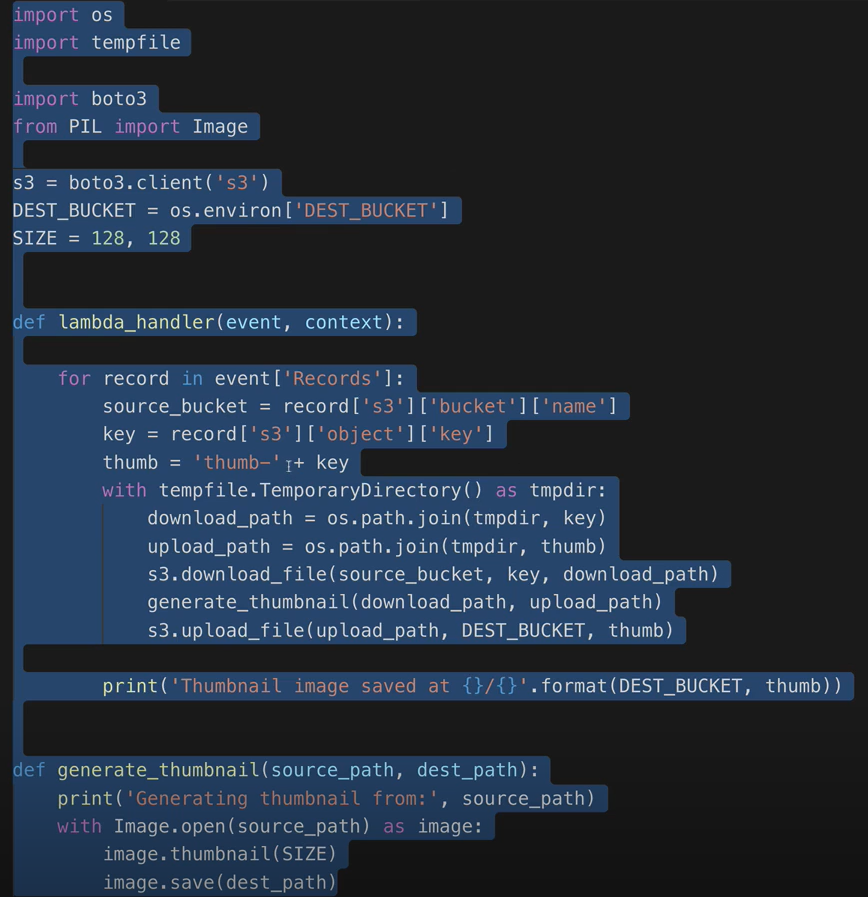 import os
import tempfile

import boto3
from PIL import Image

s3 = boto3.client('s3')
DEST_BUCKET = os.environ['DEST_BUCKET']
SIZE = 128, 128


def lambda_handler(event, context):

    for record in event['Records']:
        source_bucket = record['s3']['bucket']['name']
        key = record['s3']['object']['key']
        thumb = 'thumb-' + key
        with tempfile.TemporaryDirectory() as tmpdir:
            download_path = os.path.join(tmpdir, key)
            upload_path = os.path.join(tmpdir, thumb)
            s3.download_file(source_bucket, key, download_path)
            generate_thumbnail(download_path, upload_path)
            s3.upload_file(upload_path, DEST_BUCKET, thumb)

        print('Thumbnail image saved at {}/{}'.format(DEST_BUCKET, thumb))


def generate_thumbnail(source_path, dest_path):
    print('Generating thumbnail from:', source_path)
    with Image.open(source_path) as image:
        image.thumbnail(SIZE)
        image.save(dest_path)